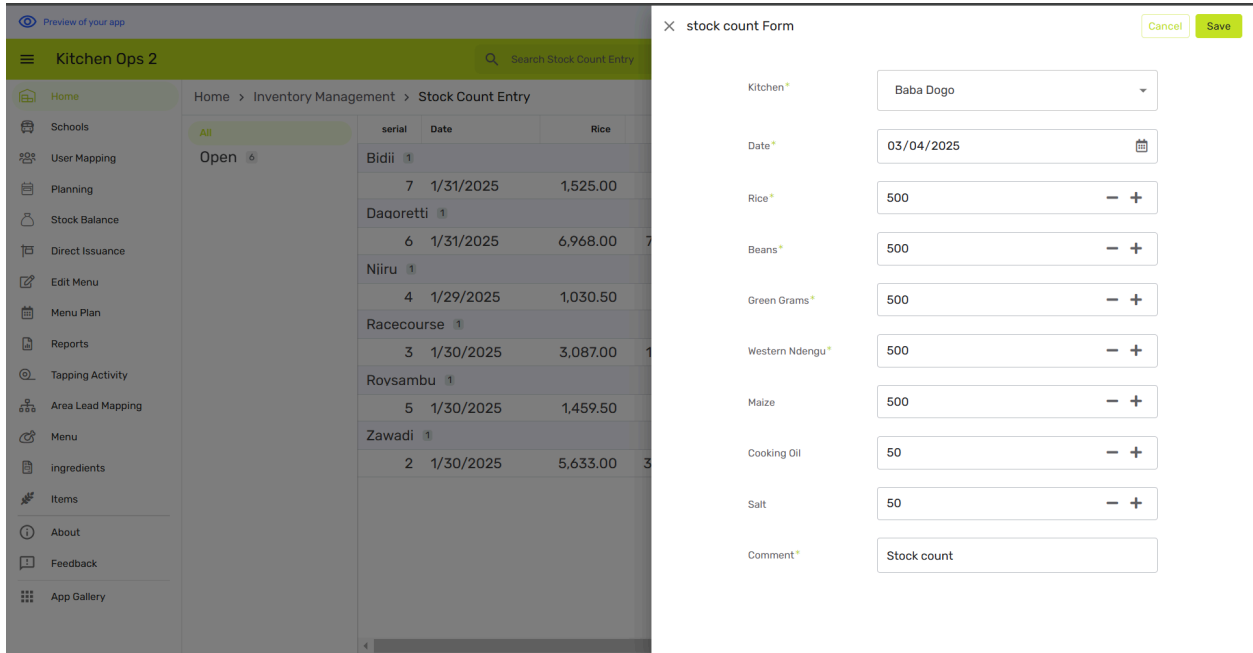 Preview of your app
Kitchen Ops 2
Search Stock Count Entry
Home
Schools
User Mapping
Planning
Stock Balance
Direct Issuance
Edit Menu
Menu Plan
Reports
Tapping Activity
Area Lead Mapping
Menu
ingredients
Items
About
Feedback
App Gallery
Home > Inventory Management > Stock Count Entry
All
Open 6
serial Date Rice
Bidii 1
7 1/31/2025 1,525.00
Dagoretti 1
6 1/31/2025 6,968.00 7
Njiru 1
4 1/29/2025 1,030.50
Racecourse 1
3 1/30/2025 3,087.00 1
Roysambu 1
5 1/30/2025 1,459.50
Zawadi 1
2 1/30/2025 5,633.00 3
stock count Form
Cancel Save
Kitchen* Baba Dogo
Date* 03/04/2025
Rice* 500
Beans* 500
Green Grams* 500
Western Ndengu* 500
Maize 500
Cooking Oil 50
Salt 50
Comment* Stock count